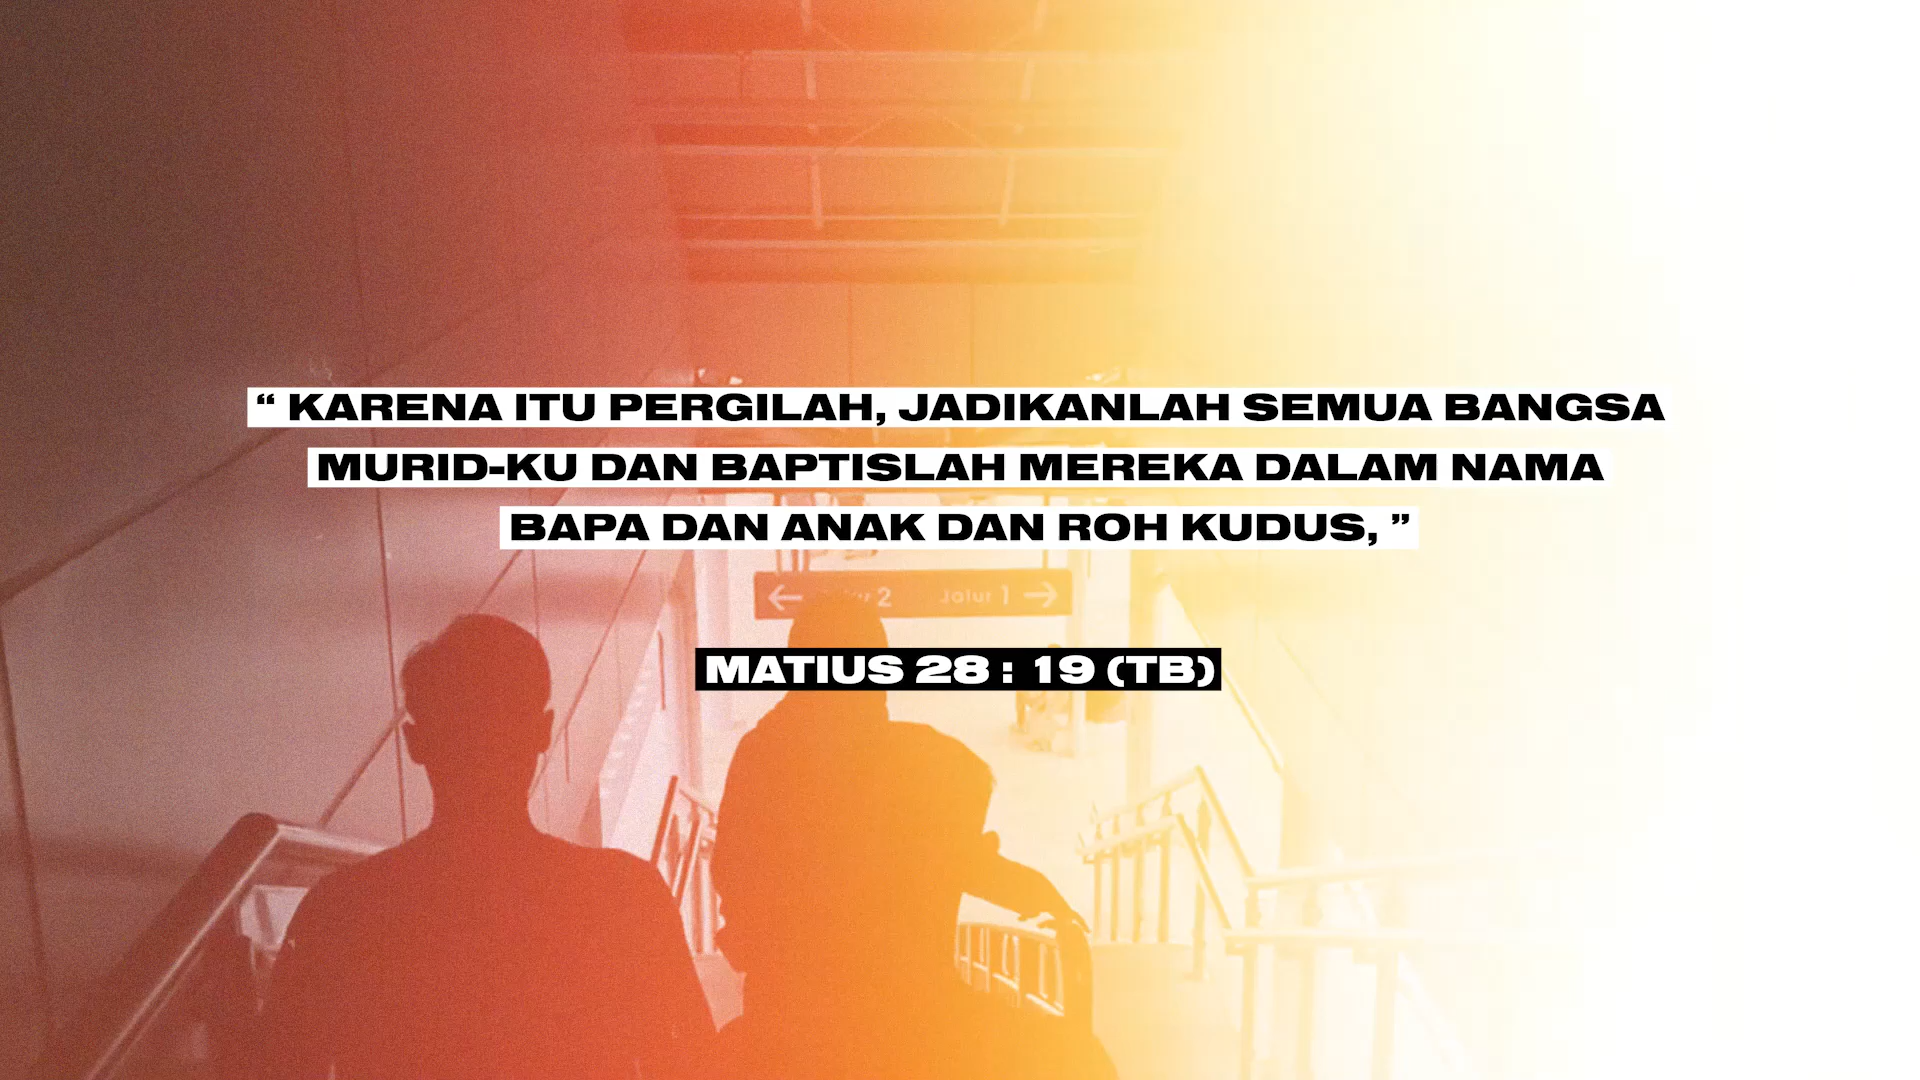 “ KARENA ITU PERGILAH, JADIKANLAH SEMUA BANGSA
MURID-KU DAN BAPTISLAH MEREKA DALAM NAMA
BAPA DAN ANAK DAN ROH KUDUS, ”
2 Jalur 1
MATIUS 28 : 19 (TB)